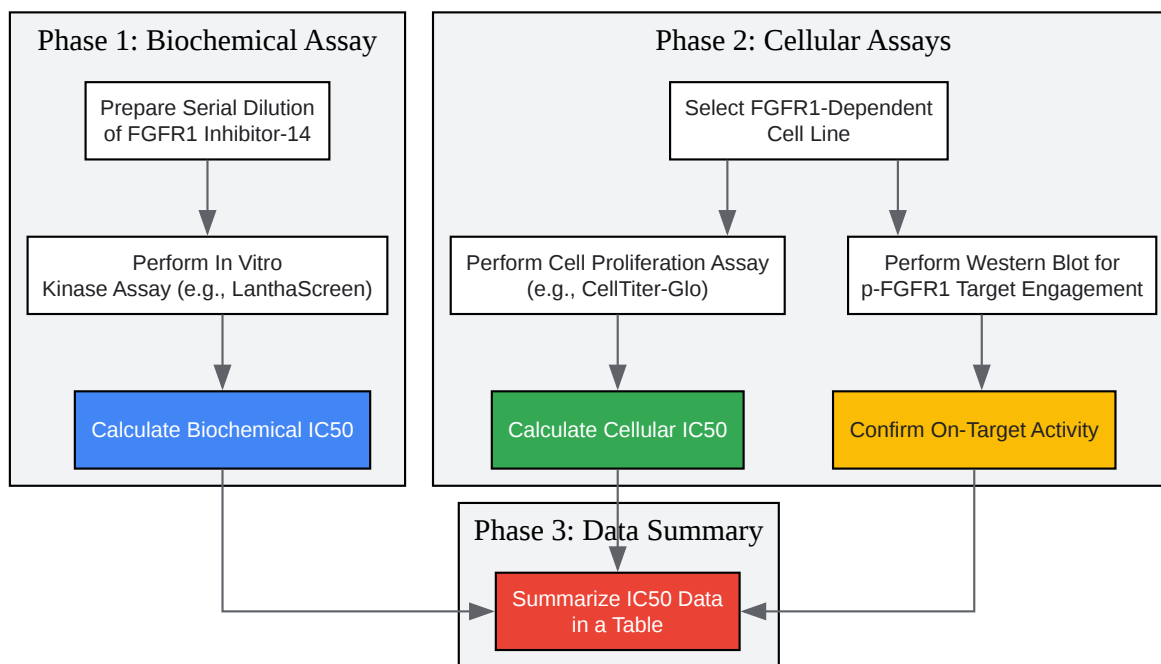 Phase 1: Biochemical Assay
Prepare Serial Dilution
of FGFR1 Inhibitor-14
Perform In Vitro
Kinase Assay (e.g., LanthaScreen)
Calculate Biochemical IC50
Phase 2: Cellular Assays
Select FGFR1-Dependent
Cell Line
Perform Cell Proliferation Assay
(e.g., CellTiter-Glo)
Calculate Cellular IC50
Perform Western Blot for
p-FGFR1 Target Engagement
Confirm On-Target Activity
Phase 3: Data Summary
Summarize IC50 Data
in a Table